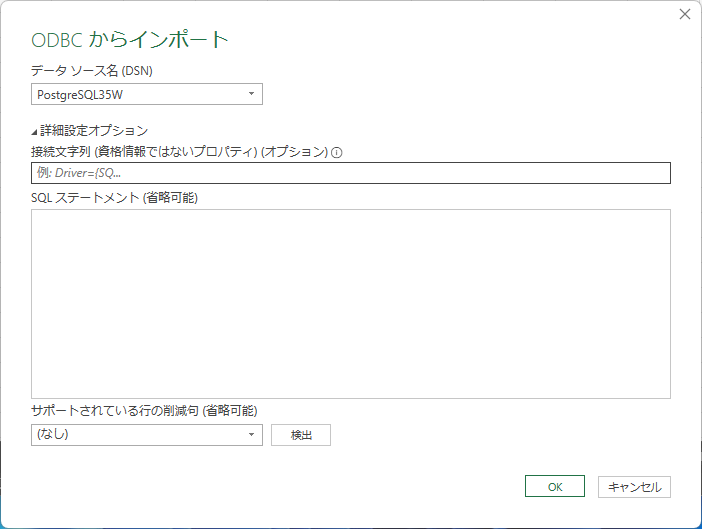 ODBC からインポート
データ ソース名 (DSN)
PostgreSQL35W
詳細設定オプション
接続文字列 (資格情報ではないプロパティ) (オプション)
例: Driver={SQ...
SQL ステートメント (省略可能)
サポートされている行の削減句 (省略可能)
(なし)
検出
OK
キャンセル